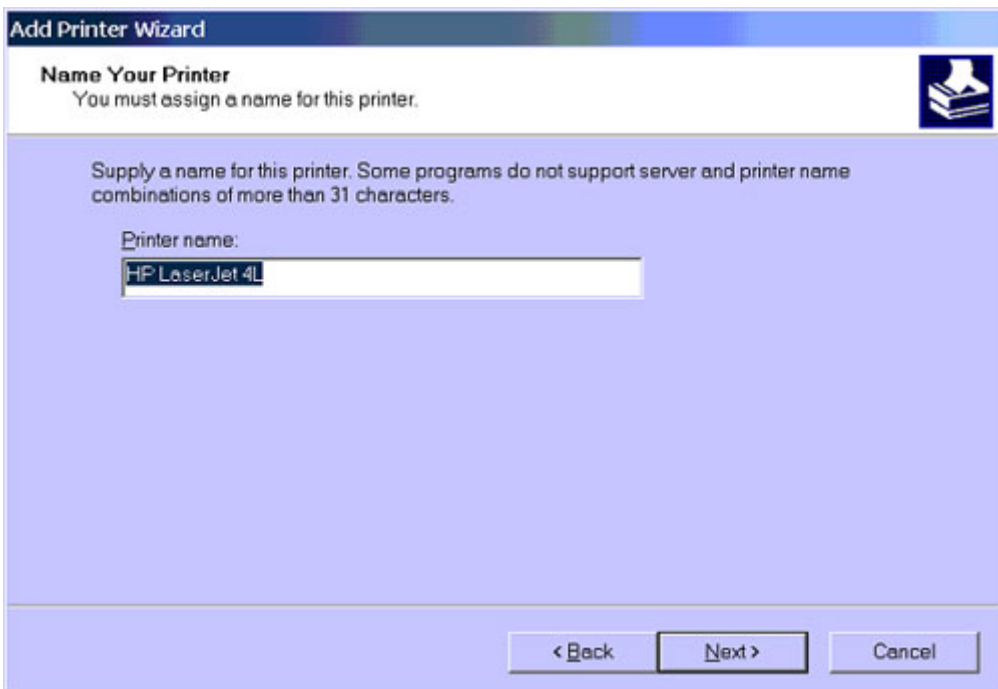 Add Printer Wizard
Name Your Printer
You must assign a name for this printer.
Supply a name for this printer. Some programs do not support server and printer name
combinations of more than 31 characters.
Printer name:
HP LaserJet 4L
< Back
Next >
Cancel